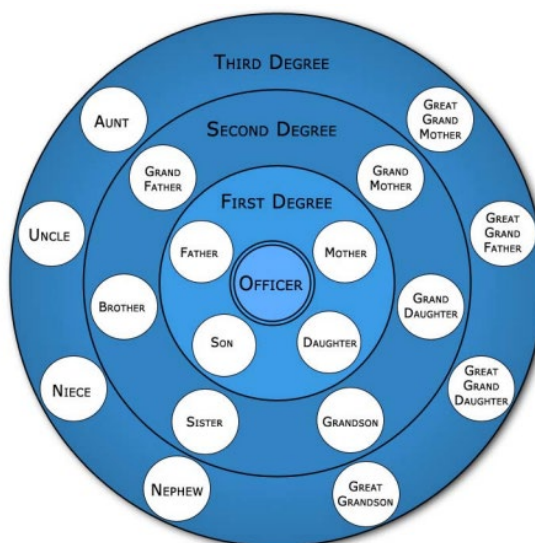 THIRD DEGREE
AUNT
GREAT
GRAND
MOTHER
SECOND DEGREE
GRAND
FATHER
GRAND
MOTHER
FIRST DEGREE
UNCLE
GREAT
GRAND
FATHER
FATHER
MOTHER
OFFICER
BROTHER
GRAND
DAUGHTER
SON
DAUGHTER
NIECE
GREAT
GRAND
DAUGHTER
SISTER
GRANDSON
NEPHEW
GREAT
GRANDSON